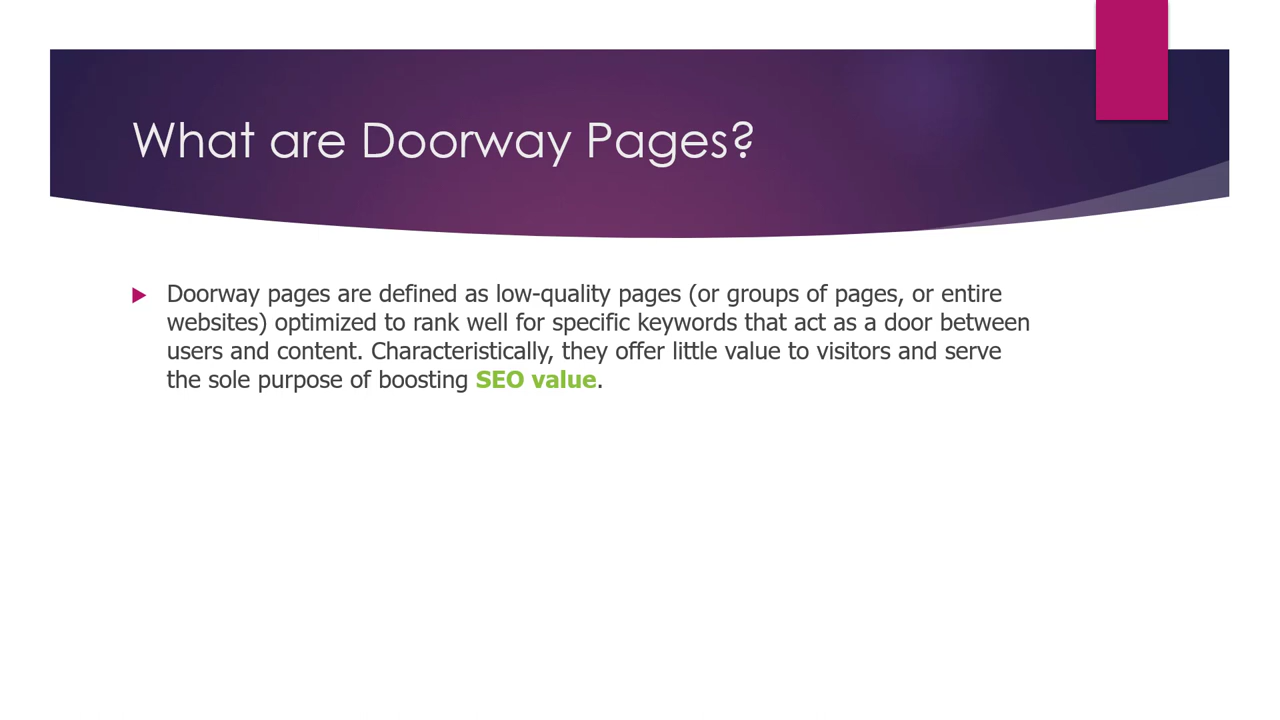 What are Doorway Pages?
Doorway pages are defined as low-quality pages (or groups of pages, or entire
websites) optimized to rank well for specific keywords that act as a door between
users and content. Characteristically, they offer little value to visitors and serve
the sole purpose of boosting SEO value.